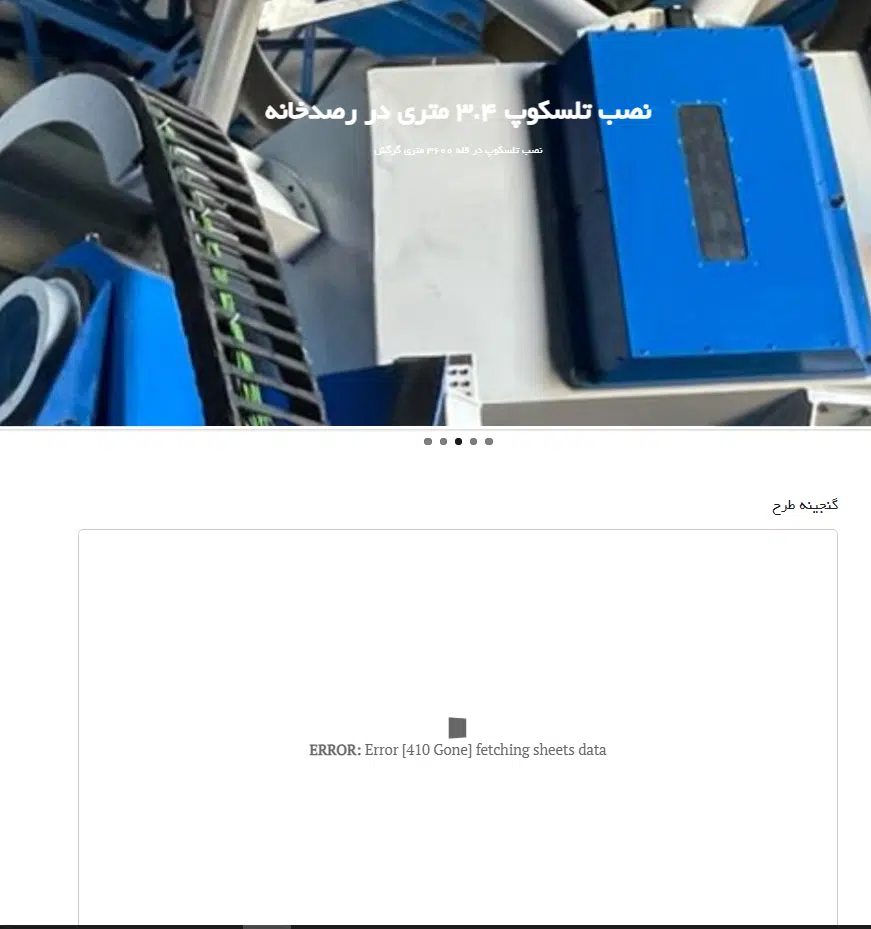 نصب تلسکوپ ۳.۴ متری در رصدخانه
نصب تلسکوپ در قله ۳۶۰۰ متری گرگش
گنجینه طرح
ERROR: Error [410 Gone] fetching sheets data